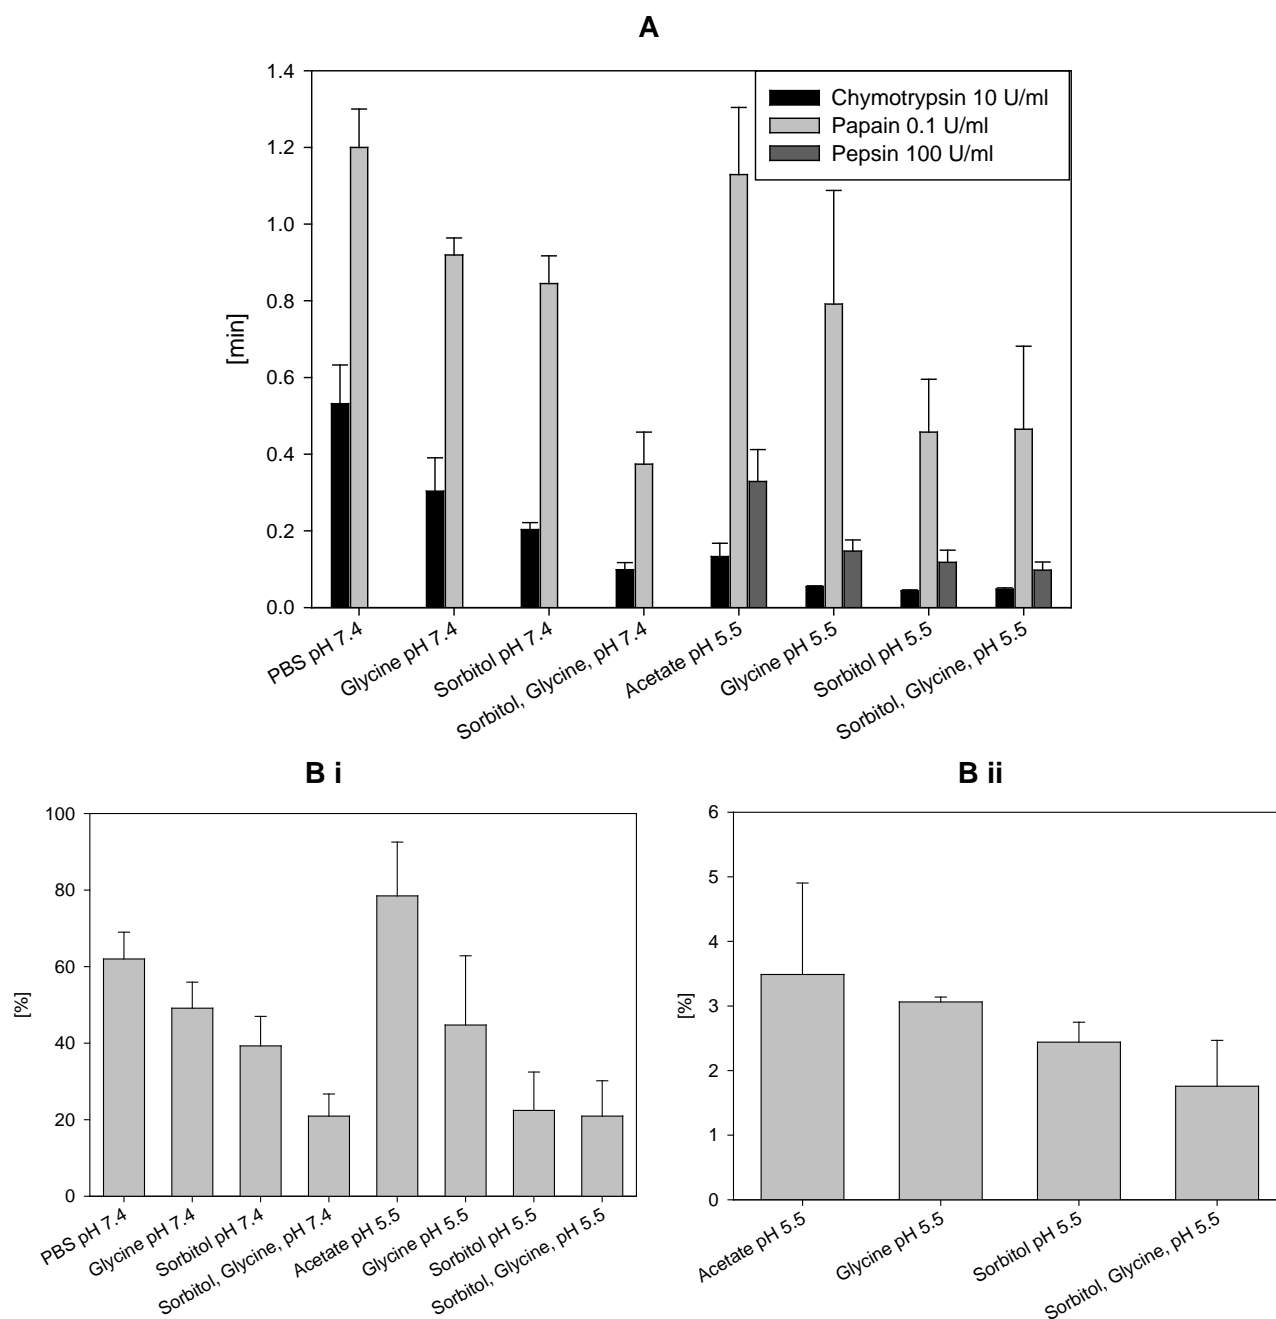 A
1.4
1.2
1.0
0.8
0.6
0.4
0.2
0.0
[min]
Chymotrypsin 10 U/ml
Papain 0.1 U/ml
Pepsin 100 U/ml
PBS pH 7.4
Glycine pH 7.4
Sorbitol pH 7.4
Sorbitol, Glycine, pH 7.4
Acetate pH 5.5
Glycine pH 5.5
Sorbitol pH 5.5
Sorbitol, Glycine, pH 5.5
B i
100
80
60
40
20
0
[%]
PBS pH 7.4
Glycine pH 7.4
Sorbitol pH 7.4
Sorbitol, Glycine, pH 7.4
Acetate pH 5.5
Glycine pH 5.5
Sorbitol pH 5.5
Sorbitol, Glycine, pH 5.5
B ii
6
5
4
3
2
1
0
[%]
Acetate pH 5.5
Glycine pH 5.5
Sorbitol pH 5.5
Sorbitol, Glycine, pH 5.5